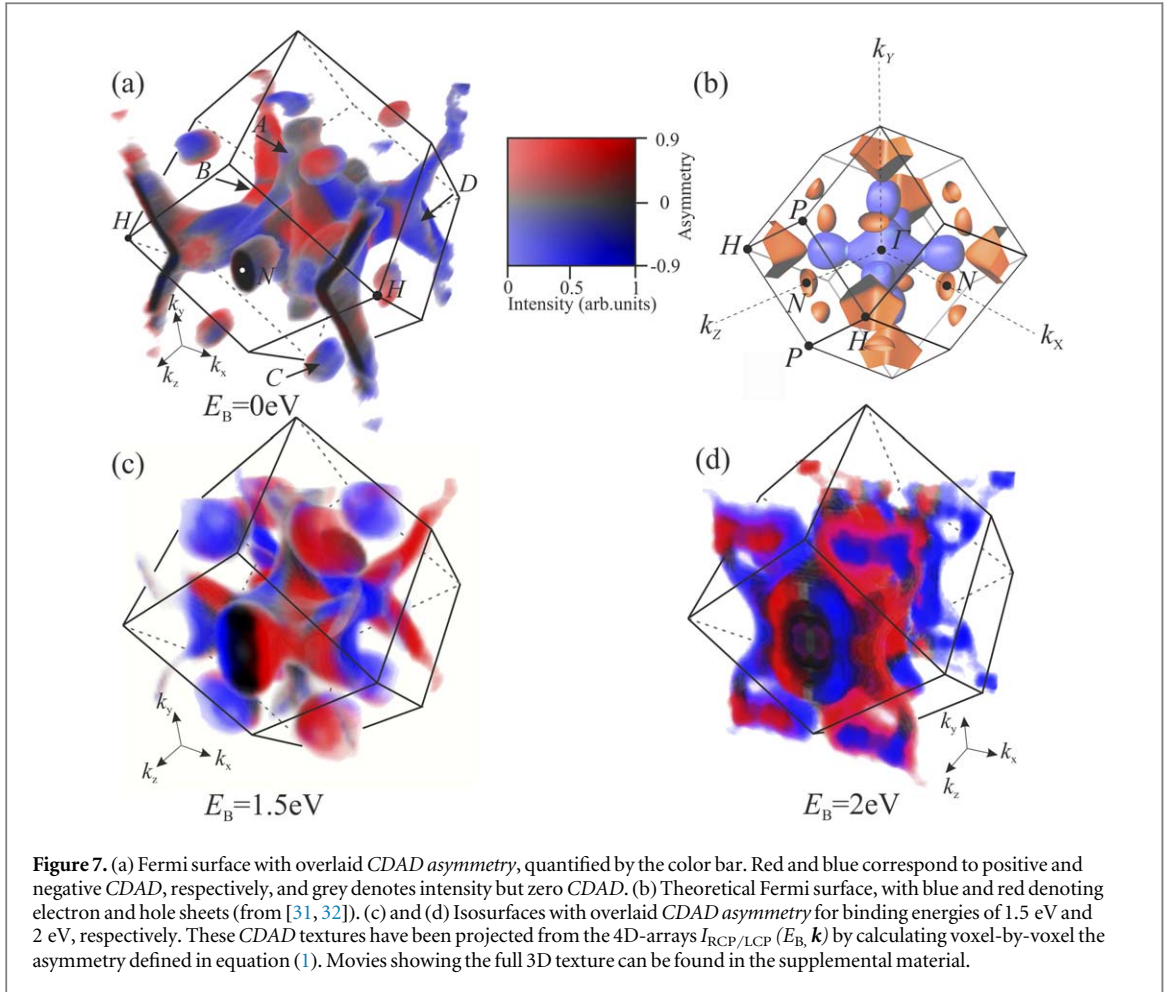 (a)
A
B
D
H
N
H
C
k_y
k_x
k_z
E_B=0eV
0.9
0
-0.9
Asymmetry
0
0.5
1
Intensity (arb.units)
(b)
k_Y
P
H
Γ
N
N
k_Z
k_X
H
P
(c)
k_y
k_x
k_z
E_B=1.5eV
(d)
k_y
k_x
k_z
E_B=2eV
Figure 7. (a) Fermi surface with overlaid CDAD asymmetry, quantified by the color bar. Red and blue correspond to positive and
negative CDAD, respectively, and grey denotes intensity but zero CDAD. (b) Theoretical Fermi surface, with blue and red denoting
electron and hole sheets (from [31, 32]). (c) and (d) Isosurfaces with overlaid CDAD asymmetry for binding energies of 1.5 eV and
2 eV, respectively. These CDAD textures have been projected from the 4D-arrays I_RCP/LCP (E_B, k) by calculating voxel-by-voxel the
asymmetry defined in equation (1). Movies showing the full 3D texture can be found in the supplemental material.